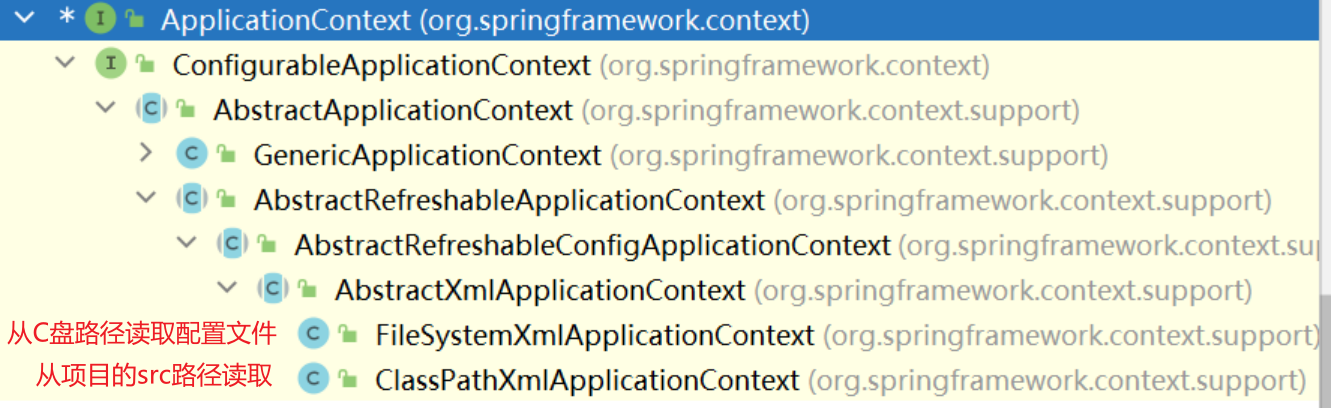 * I ApplicationContext (org.springframework.context)
I ConfigurableApplicationContext (org.springframework.context)
C AbstractApplicationContext (org.springframework.context.support)
C GenericApplicationContext (org.springframework.context.support)
C AbstractRefreshableApplicationContext (org.springframework.context.support)
C AbstractRefreshableConfigApplicationContext (org.springframework.context.su
C AbstractXmlApplicationContext (org.springframework.context.support)
从C盘路径读取配置文件 C FileSystemXmlApplicationContext (org.springframework.context.support)
从项目的src路径读取 C ClassPathXmlApplicationContext (org.springframework.context.support)